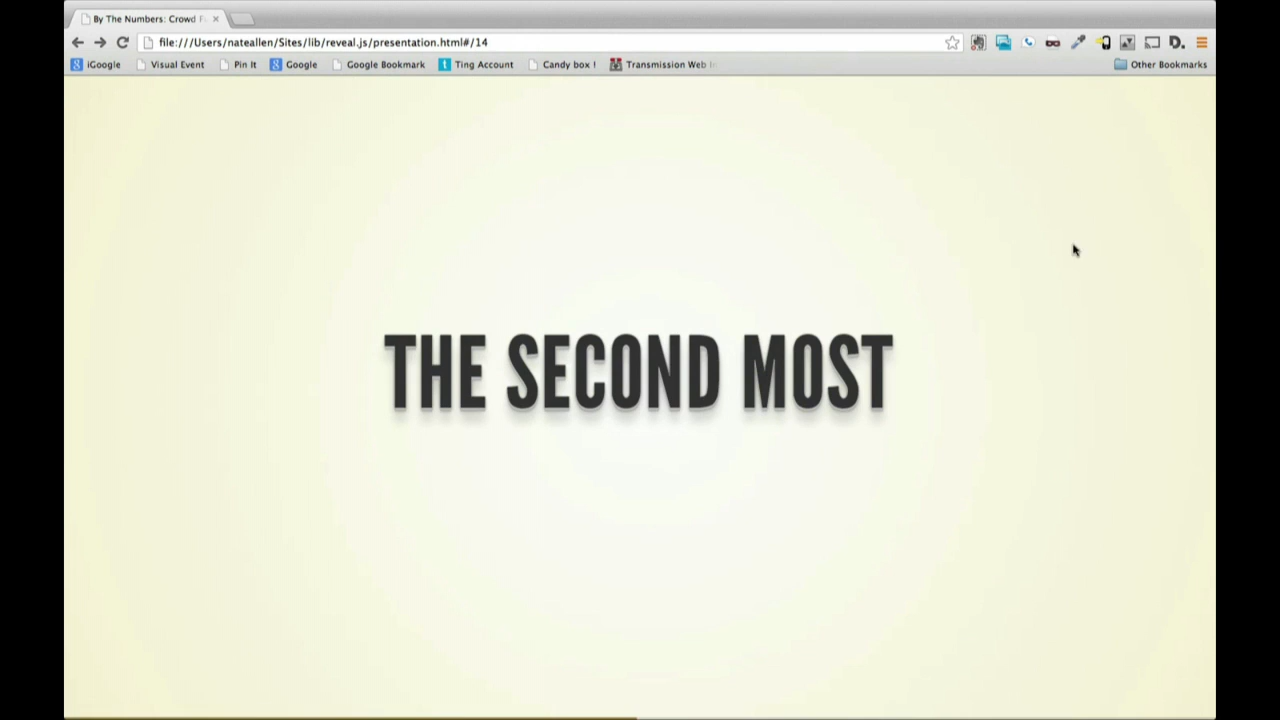 By The Numbers: Crowd
file:///Users/nateallen/Sites/lib/reveal.js/presentation.html#/14
iGoogle Visual Event Pin It Google Google Bookmark Ting Account Candy box ! Transmission Web Other Bookmarks
THE SECOND MOST